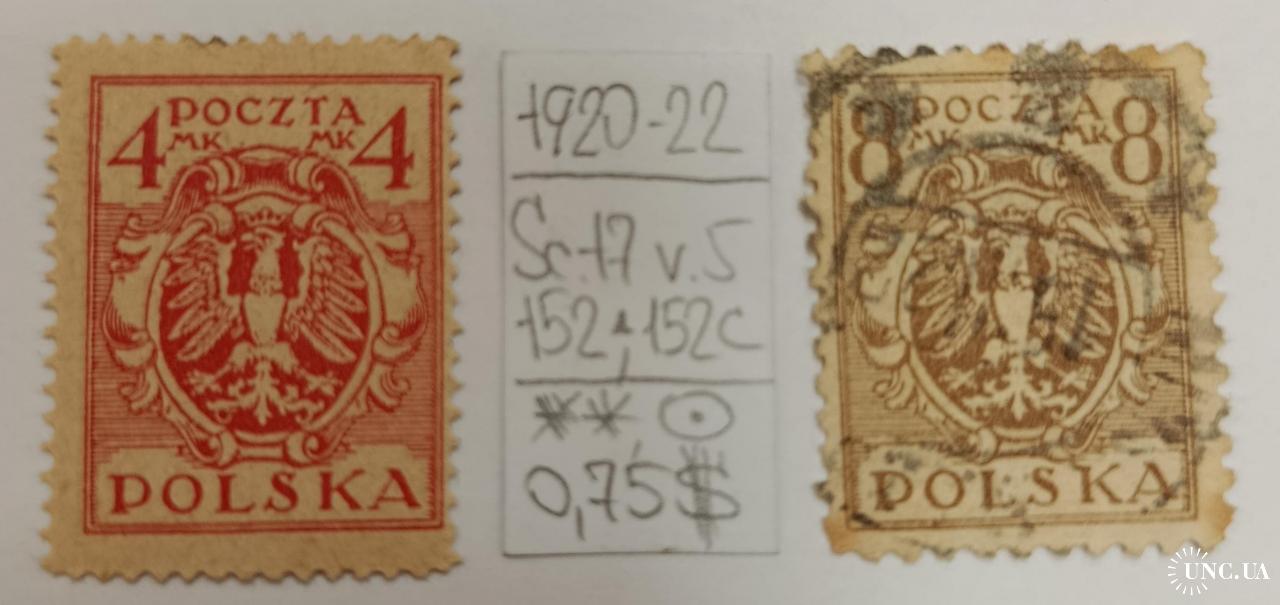 POCZTA
4 MK MK 4
POLSKA
1920-22
Sc.17 v.5
152, 152c
** ⊙
0,75$
POCZTA
8 MK MK 8
POLSKA
UNC.UA